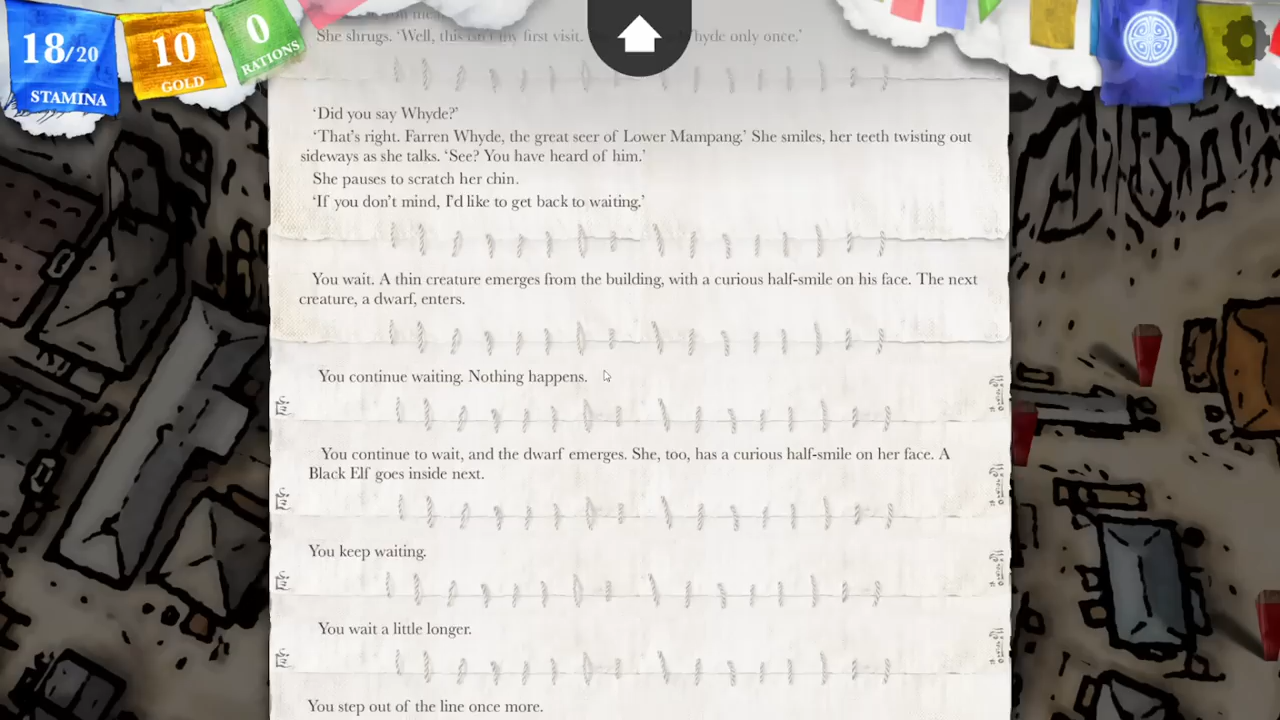 18/20
STAMINA
10
GOLD
0
RATIONS
She shrugs. ‘Well, this isn't my first visit. hyde only once.’
‘Did you say Whyde?’
‘That's right. Farren Whyde, the great seer of Lower Mampang.’ She smiles, her teeth twisting out
sideways as she talks. ‘See? You have heard of him.’
She pauses to scratch her chin.
‘If you don't mind, I'd like to get back to waiting.’
You wait. A thin creature emerges from the building, with a curious half-smile on his face. The next
creature, a dwarf, enters.
You continue waiting. Nothing happens.
You continue to wait, and the dwarf emerges. She, too, has a curious half-smile on her face. A
Black Elf goes inside next.
You keep waiting.
You wait a little longer.
You step out of the line once more.